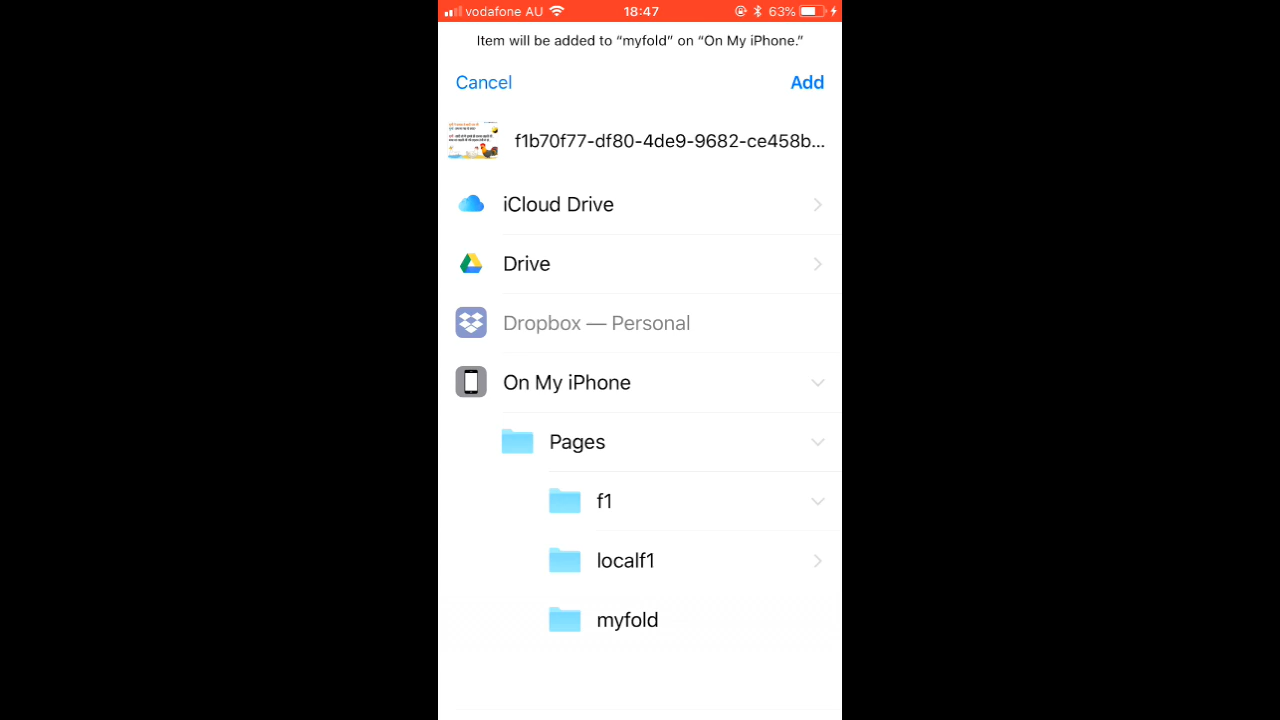 vodafone AU 18:47 63%
Item will be added to “myfold” on “On My iPhone.”
Cancel Add
f1b70f77-df80-4de9-9682-ce458b...
iCloud Drive
Drive
Dropbox — Personal
On My iPhone
Pages
f1
localf1
myfold